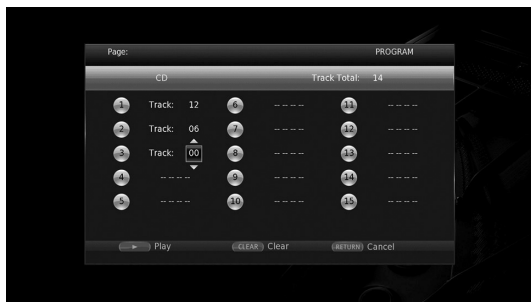 Page: PROGRAM
CD Track Total: 14
1 Track: 12 6 -- -- -- -- 11 -- -- -- --
2 Track: 06 7 -- -- -- -- 12 -- -- -- --
3 Track: 00 8 -- -- -- -- 13 -- -- -- --
4 -- -- -- -- 9 -- -- -- -- 14 -- -- -- --
5 -- -- -- -- 10 -- -- -- -- 15 -- -- -- --
Play CLEAR Clear RETURN Cancel